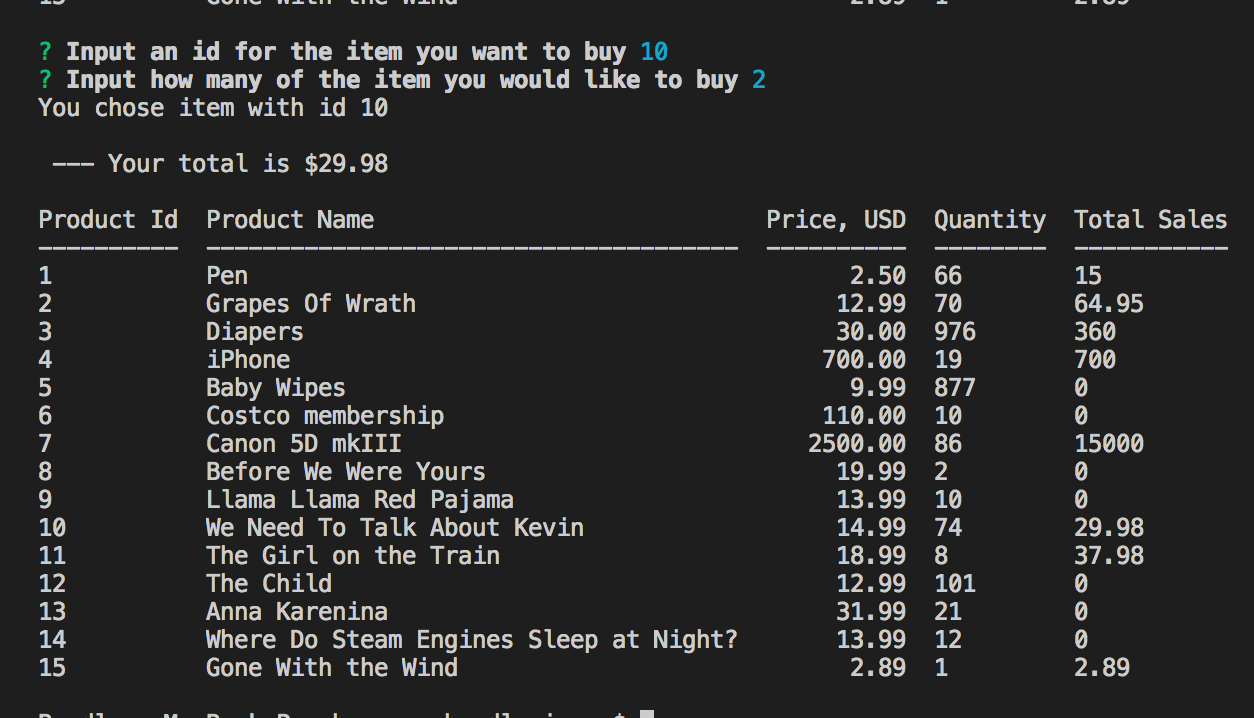 15 Gone With the Wind 2.89 1 2.89
? Input an id for the item you want to buy 10
? Input how many of the item you would like to buy 2
You chose item with id 10
--- Your total is $29.98
Product Id  Product Name  Price, USD  Quantity  Total Sales
----------  --------------------------------------  ----------  --------  -----------
1 Pen 2.50 66 15
2 Grapes Of Wrath 12.99 70 64.95
3 Diapers 30.00 976 360
4 iPhone 700.00 19 700
5 Baby Wipes 9.99 877 0
6 Costco membership 110.00 10 0
7 Canon 5D mkIII 2500.00 86 15000
8 Before We Were Yours 19.99 2 0
9 Llama Llama Red Pajama 13.99 10 0
10 We Need To Talk About Kevin 14.99 74 29.98
11 The Girl on the Train 18.99 8 37.98
12 The Child 12.99 101 0
13 Anna Karenina 31.99 21 0
14 Where Do Steam Engines Sleep at Night? 13.99 12 0
15 Gone With the Wind 2.89 1 2.89